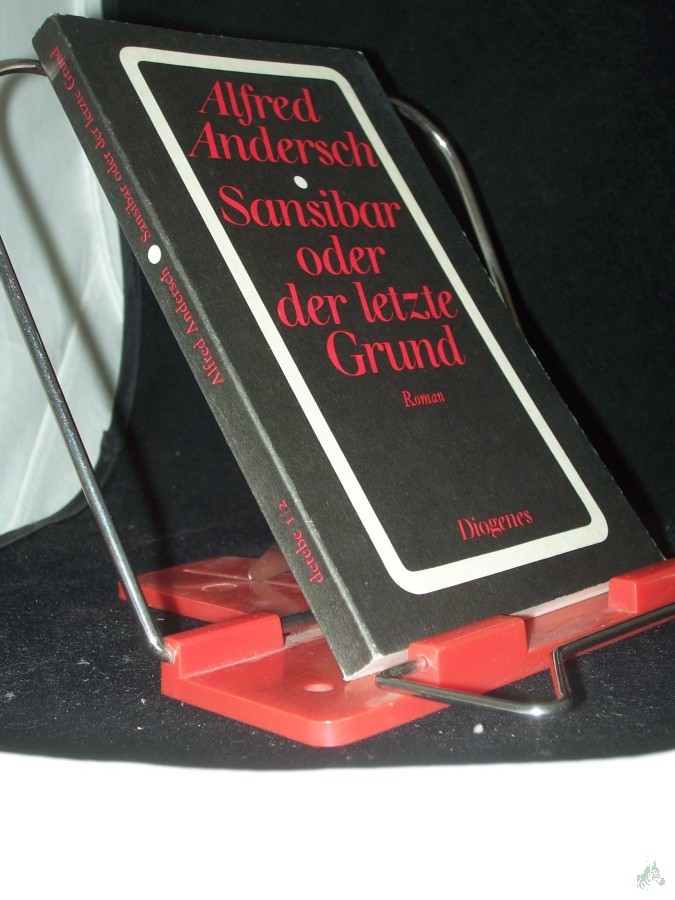 Alfred
Andersch
Sansibar
oder
der letzte
Grund
Roman
Diogenes
Alfred Andersch Sansibar oder der letzte Grund
detebe 1/2